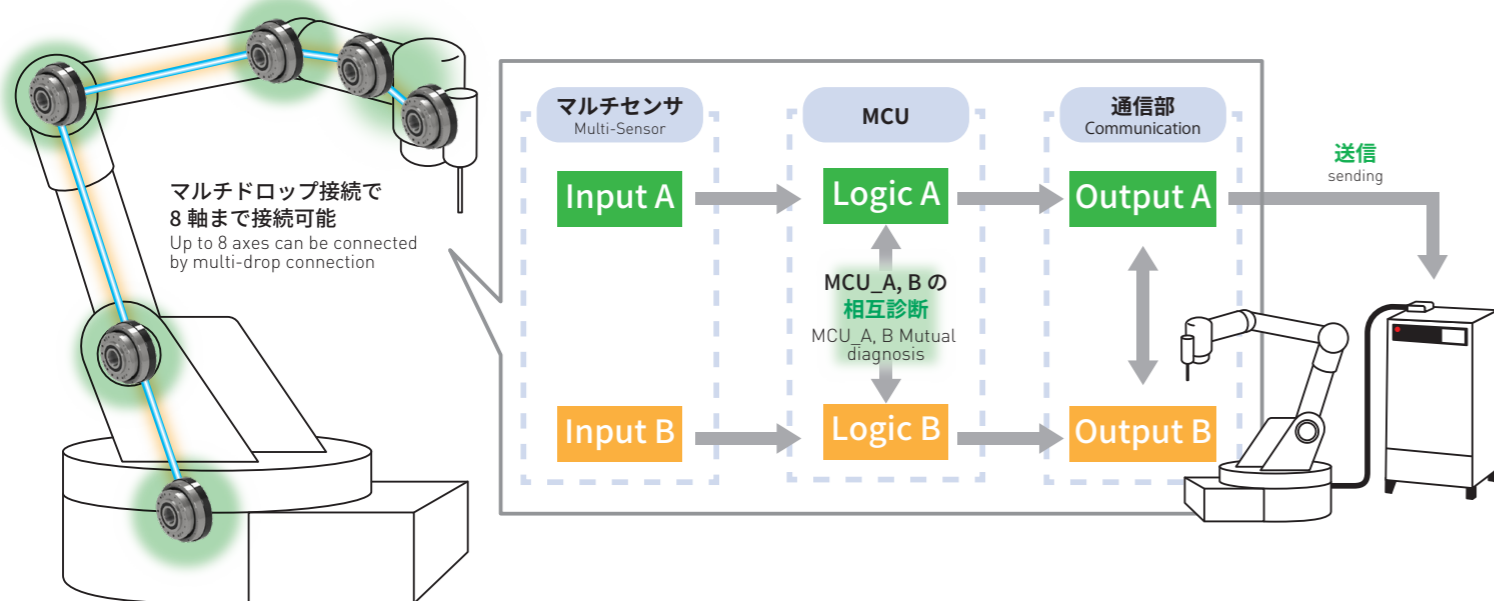 マルチドロップ接続で
8 軸まで接続可能
Up to 8 axes can be connected
by multi-drop connection
マルチセンサ
Multi-Sensor
MCU
通信部
Communication
Input A
Logic A
Output A
送信
sending
MCU_A, B の
相互診断
MCU_A, B Mutual
diagnosis
Input B
Logic B
Output B